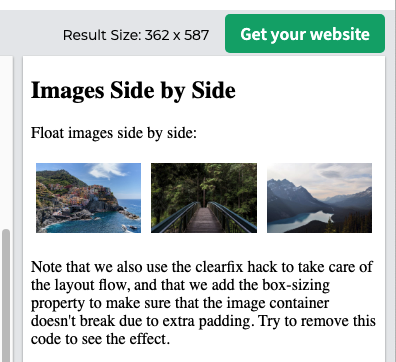 Result Size: 362 x 587
Get your website
Images Side by Side
Float images side by side:
Note that we also use the clearfix hack to take care of
the layout flow, and that we add the box-sizing
property to make sure that the image container
doesn't break due to extra padding. Try to remove this
code to see the effect.